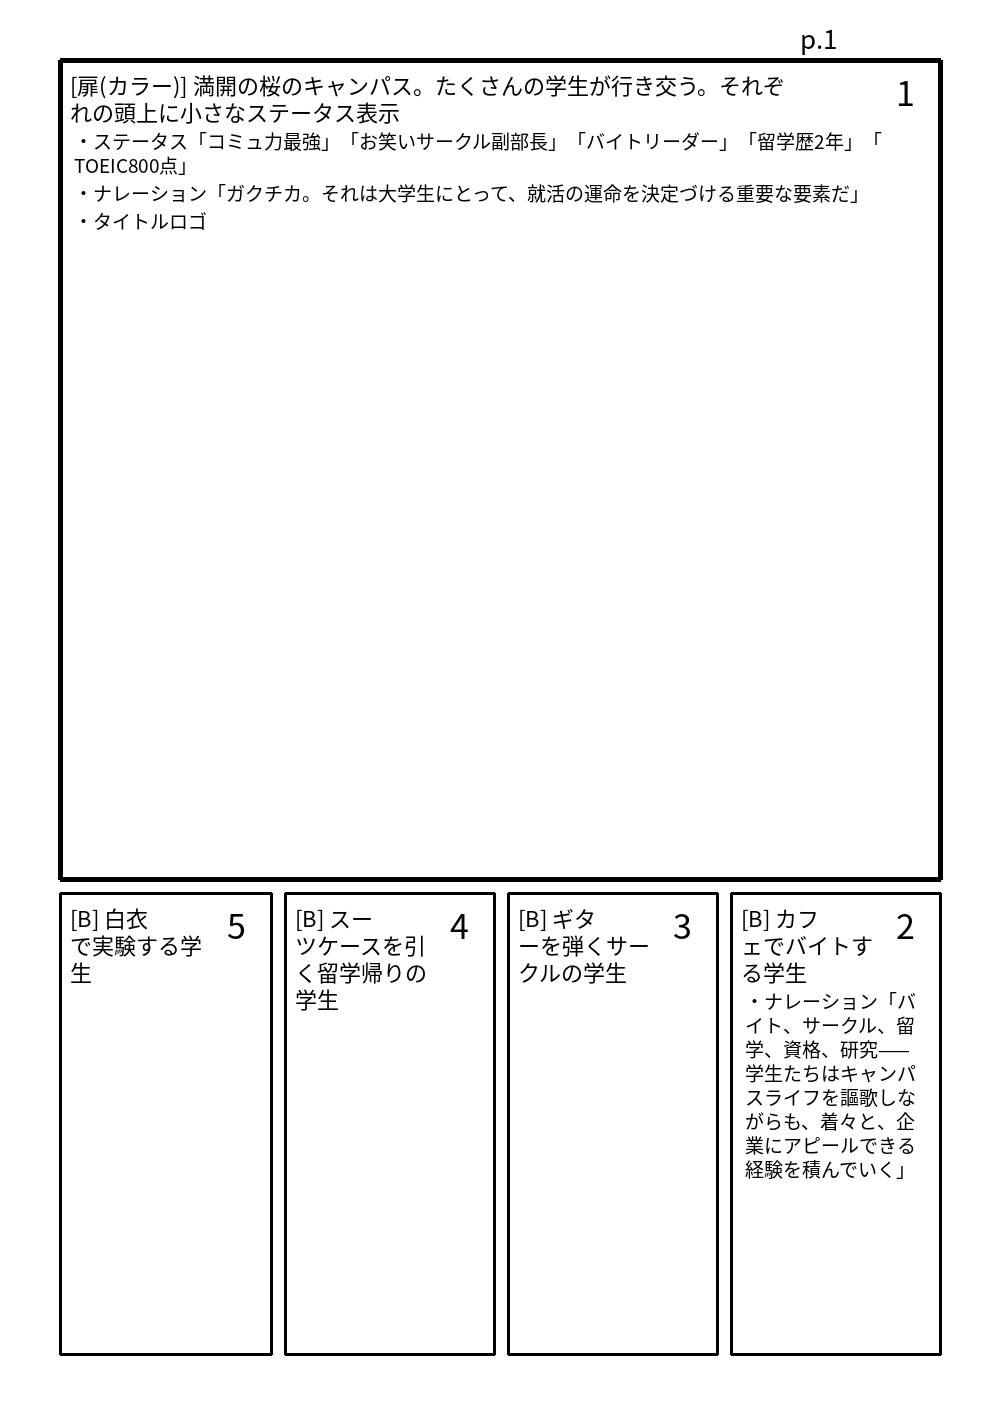 p.1
1
[扉(カラー)] 満開の桜のキャンパス。たくさんの学生が行き交う。それぞ
れの頭上に小さなステータス表示
・ステータス「コミュ力最強」「お笑いサークル副部長」「バイトリーダー」「留学歴2年」「
TOEIC800点」
・ナレーション「ガクチカ。それは大学生にとって、就活の運命を決定づける重要な要素だ」
・タイトルロゴ
2
[B] カフ
ェでバイトす
る学生
・ナレーション「バ
イト、サークル、留
学、資格、研究――
学生たちはキャンパ
スライフを謳歌しな
がらも、着々と、企
業にアピールできる
経験を積んでいく」
3
[B] ギタ
ーを弾くサー
クルの学生
4
[B] スー
ツケースを引
く留学帰りの
学生
5
[B] 白衣
で実験する学
生